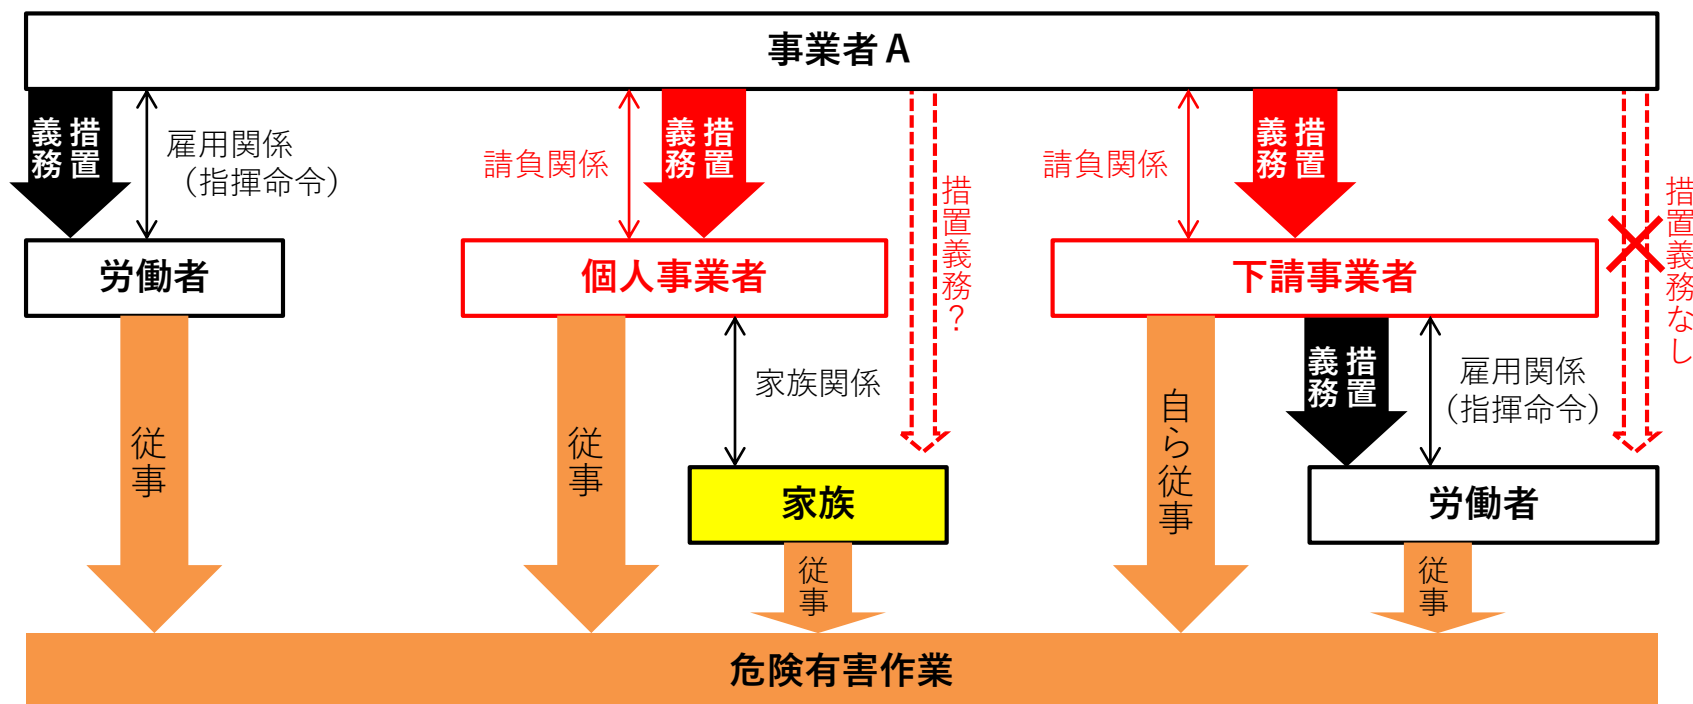 事業者A
措置
義務
雇用関係
（指揮命令）
請負関係
措置
義務
措置義務？
請負関係
措置
義務
措置義務なし
労働者
個人事業者
下請事業者
従事
従事
家族関係
自ら従事
措置
義務
雇用関係
（指揮命令）
家族
労働者
従事
従事
危険有害作業